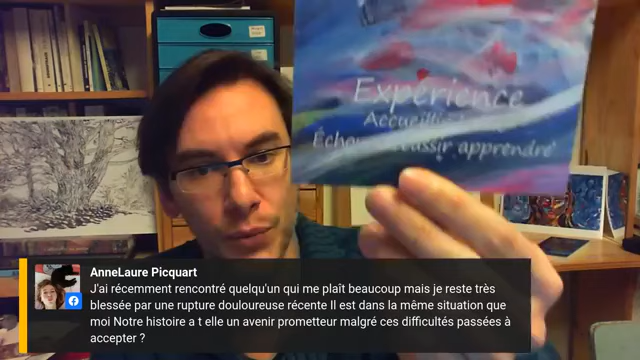 Expérience
Accueillir
Échouer, réussir, apprendre
AnneLaure Picquart
J'ai récemment rencontré quelqu'un qui me plaît beaucoup mais je reste très
blessée par une rupture douloureuse récente Il est dans la même situation que
moi Notre histoire a t elle un avenir prometteur malgré ces difficultés passées à
accepter ?